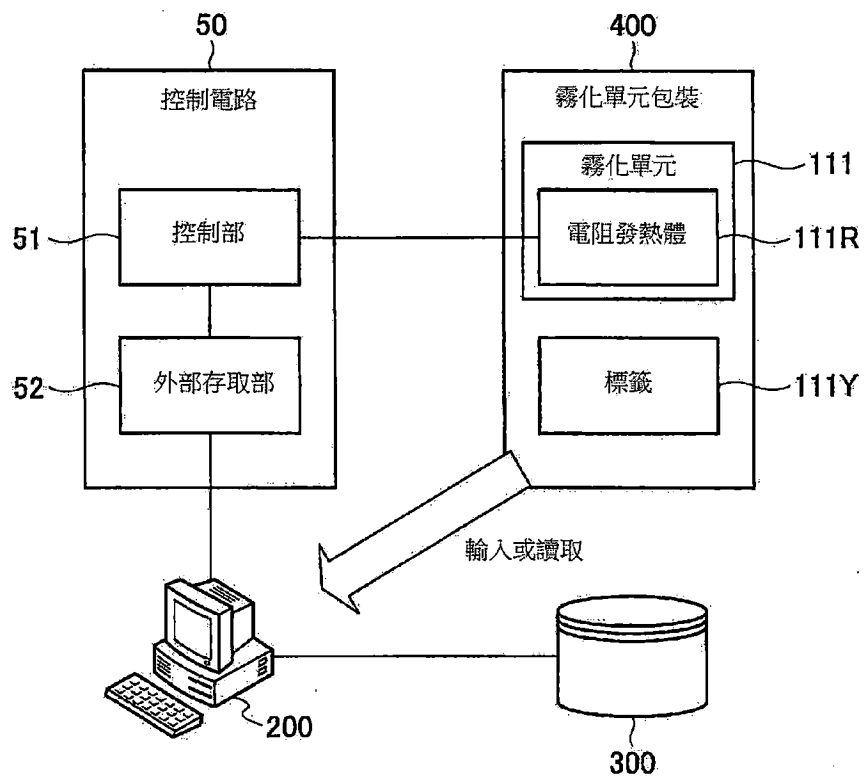 50
400
控制電路
霧化單元包裝
霧化單元
111
51
控制部
電阻發熱體
111R
52
外部存取部
標籤
111Y
輸入或讀取
200
300